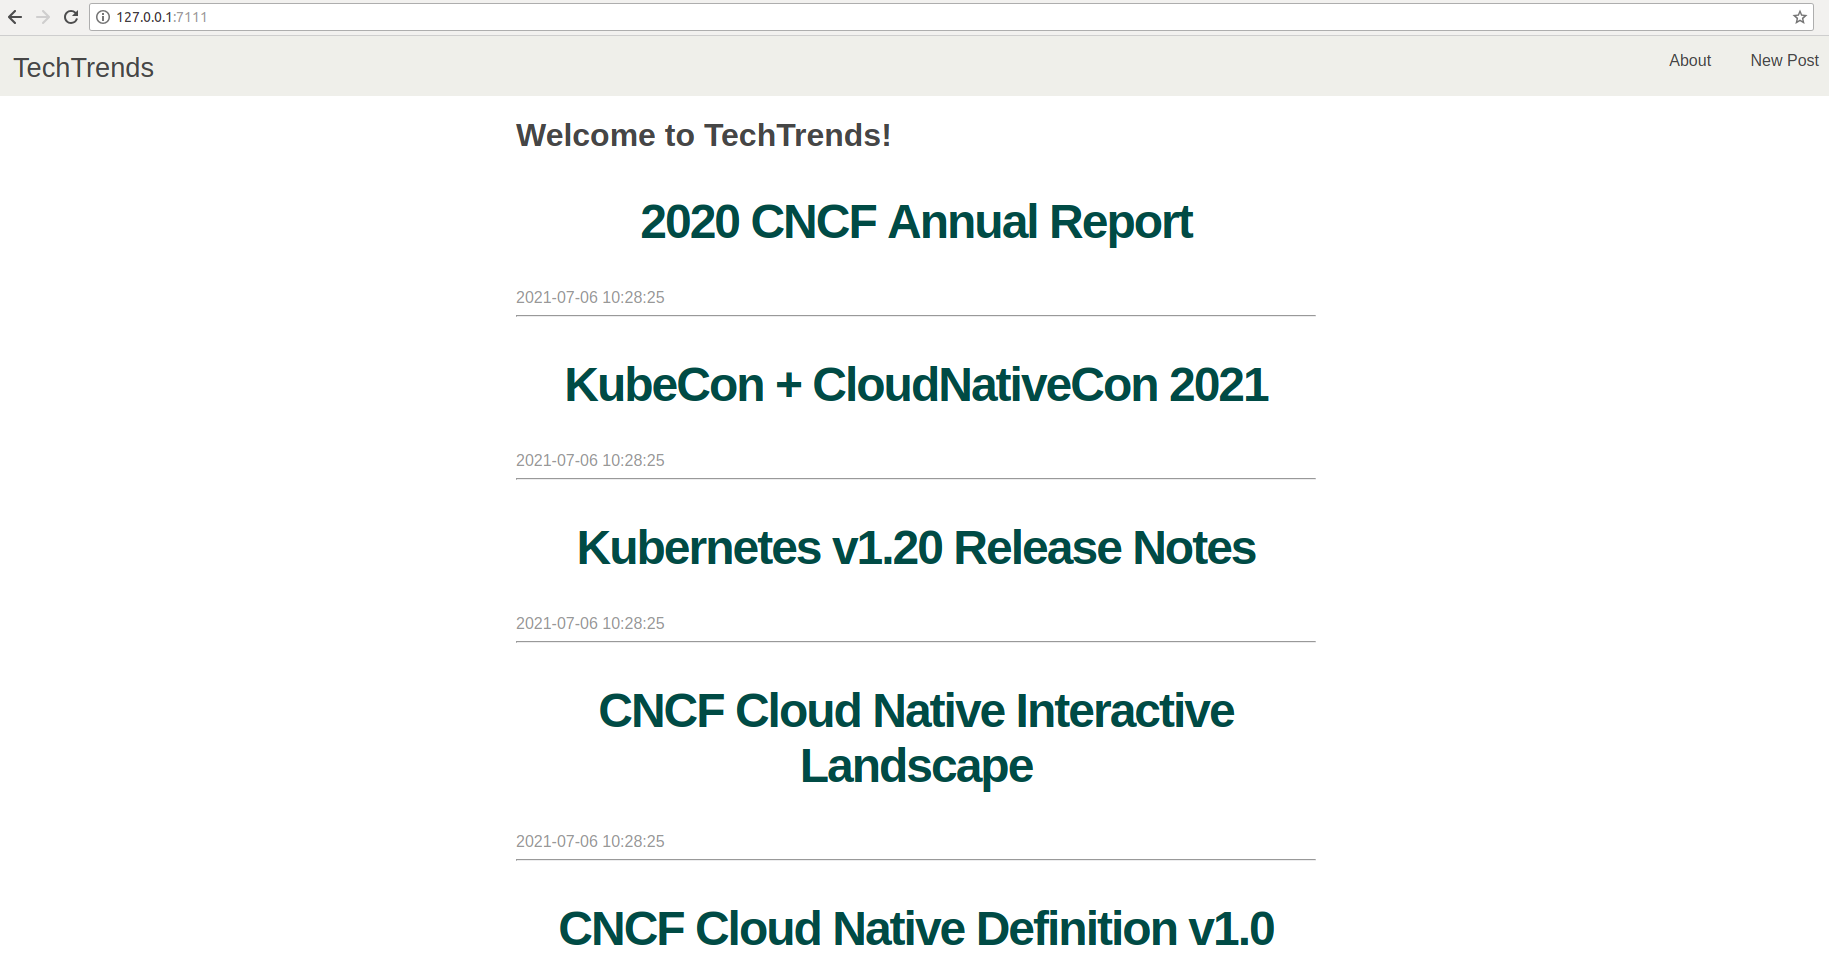 127.0.0.1:7111
TechTrends
About
New Post
Welcome to TechTrends!
2020 CNCF Annual Report
2021-07-06 10:28:25
KubeCon + CloudNativeCon 2021
2021-07-06 10:28:25
Kubernetes v1.20 Release Notes
2021-07-06 10:28:25
CNCF Cloud Native Interactive
Landscape
2021-07-06 10:28:25
CNCF Cloud Native Definition v1.0